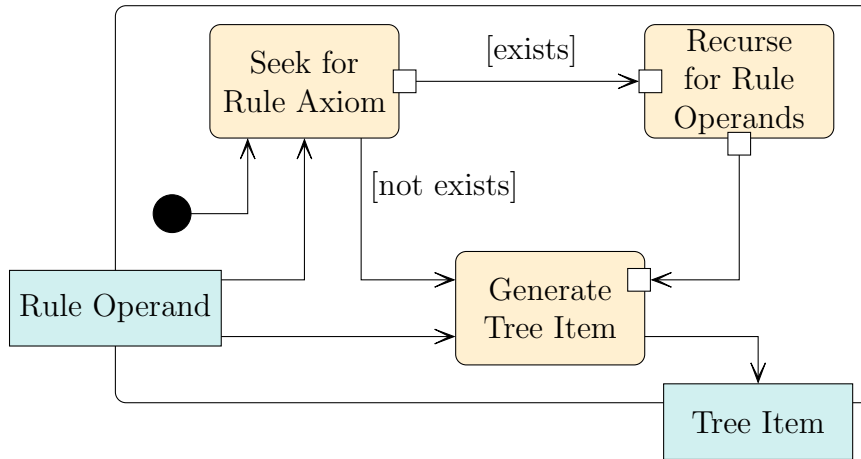 Seek for
Rule Axiom
[exists]
Recurse
for Rule
Operands
[not exists]
Rule Operand
Generate
Tree Item
Tree Item